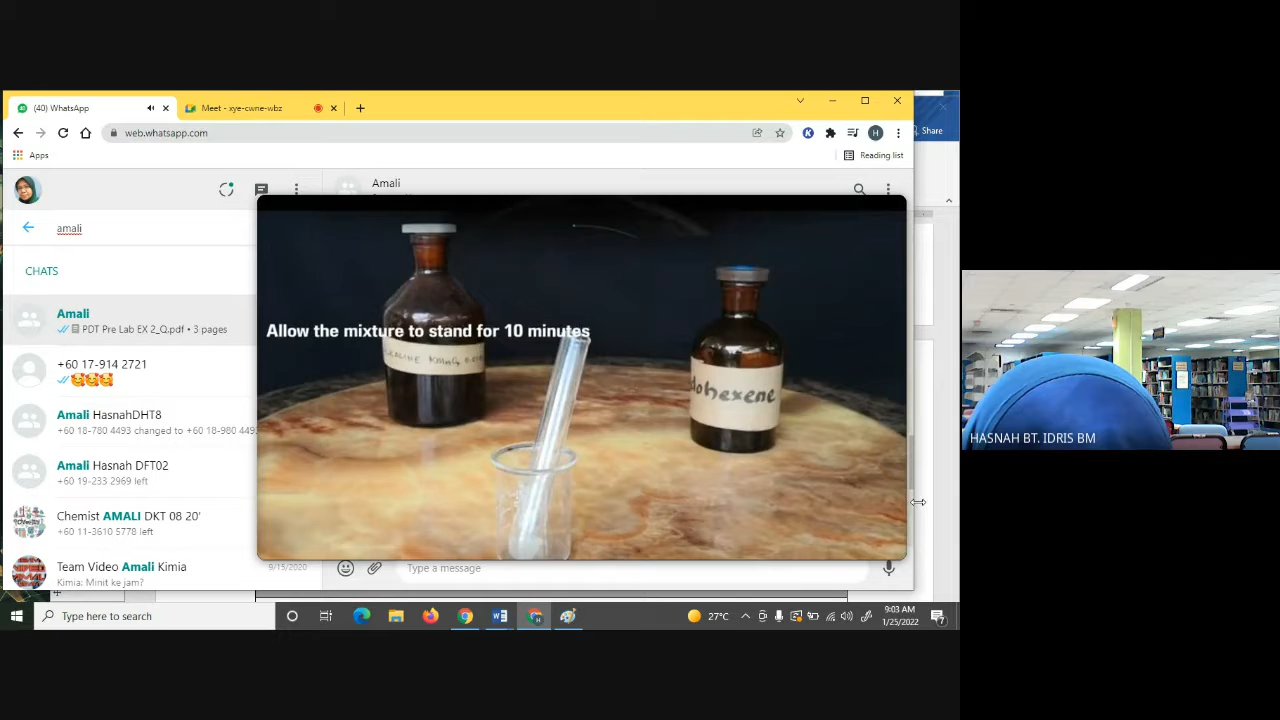 (40) WhatsApp
Meet - xye-cwne-wbz
web.whatsapp.com
Share
Apps
Reading list
Amali
amali
CHATS
Amali
PDT Pre Lab EX 2_Q.pdf • 3 pages
+60 17-914 2721
Amali HasnahDHT8
+60 18-780 4493 changed to +60 18-980 449
Amali Hasnah DFT02
+60 19-233 2969 left
Chemist AMALI DKT 08 20'
+60 11-3610 5778 left
Team Video Amali Kimia
9/15/2020
Kimia: Minit ke jam?
Allow the mixture to stand for 10 minutes
lohexene
Type a message
HASNAH BT. IDRIS BM
Type here to search
27°C
9:03 AM
1/25/2022
7